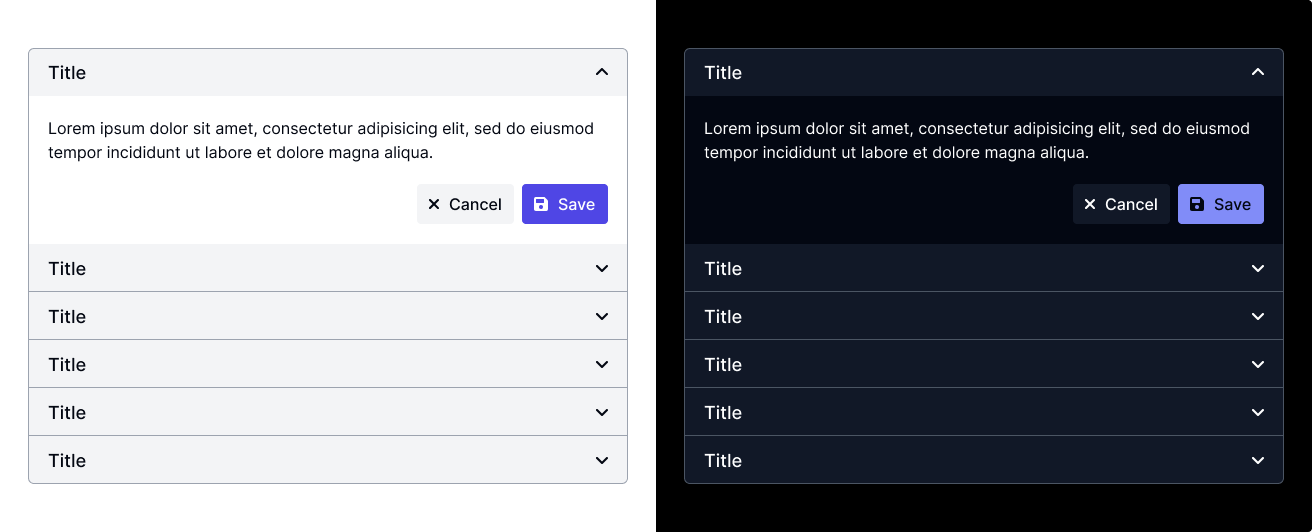 Title
Lorem ipsum dolor sit amet, consectetur adipisicing elit, sed do eiusmod
tempor incididunt ut labore et dolore magna aliqua.
Cancel
Save
Title
Title
Title
Title
Title
Title
Lorem ipsum dolor sit amet, consectetur adipisicing elit, sed do eiusmod
tempor incididunt ut labore et dolore magna aliqua.
Cancel
Save
Title
Title
Title
Title
Title